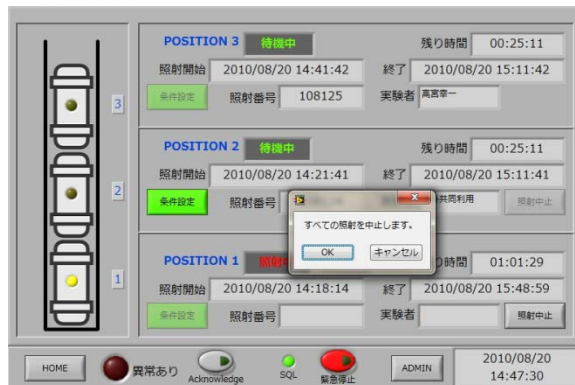 POSITION 3 待機中 残り時間 00:25:11
照射開始 2010/08/20 14:41:42 終了 2010/08/20 15:11:42
条件設定 照射番号 108125 実験者 高宮幸一
3
POSITION 2 待機中 残り時間 00:25:11
照射開始 2010/08/20 14:21:41 終了 2010/08/20 15:11:41
2
条件設定 照射番号 共同利用 照射中止
すべての照射を中止します。
OK キャンセル
POSITION 1 り時間 01:01:29
1
照射開始 2010/08/20 14:18:14 終了 2010/08/20 15:48:59
条件設定 照射番号 実験者 照射中止
HOME 異常あり Acknowledge SQL 緊急停止 ADMIN 2010/08/20
14:47:30